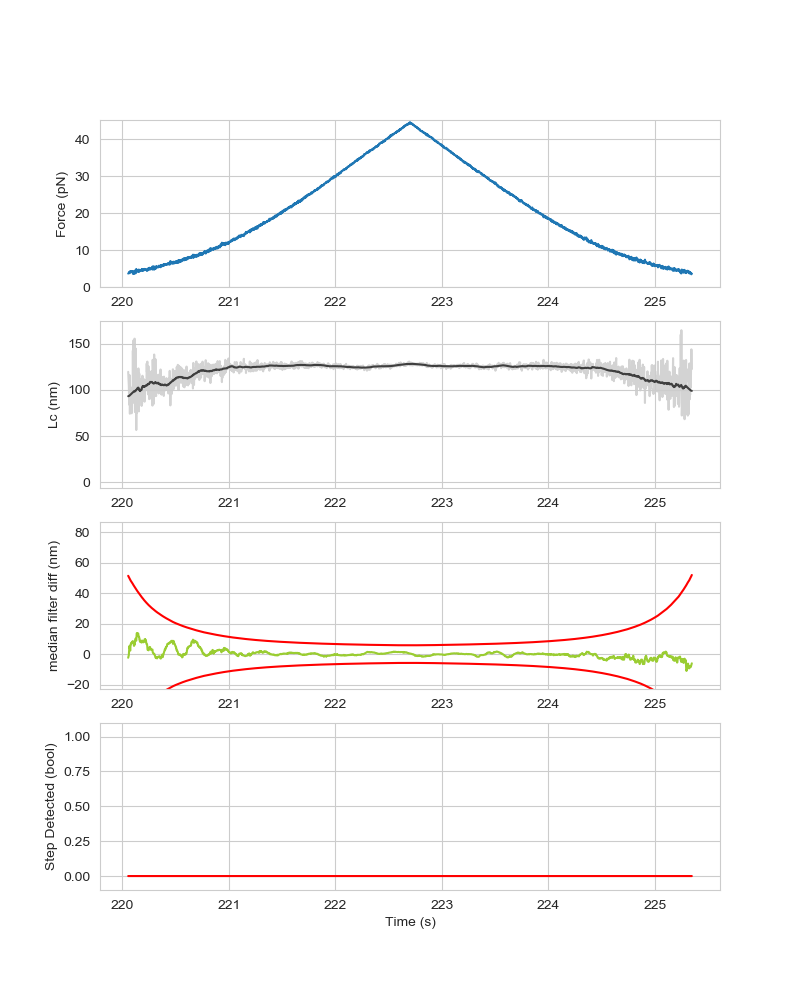 40
30
20
10
0
Force (pN)
220 221 222 223 224 225
150
100
50
0
Lc (nm)
220 221 222 223 224 225
80
60
40
20
0
−20
median filter diff (nm)
220 221 222 223 224 225
1.00
0.75
0.50
0.25
0.00
Step Detected (bool)
220 221 222 223 224 225
Time (s)